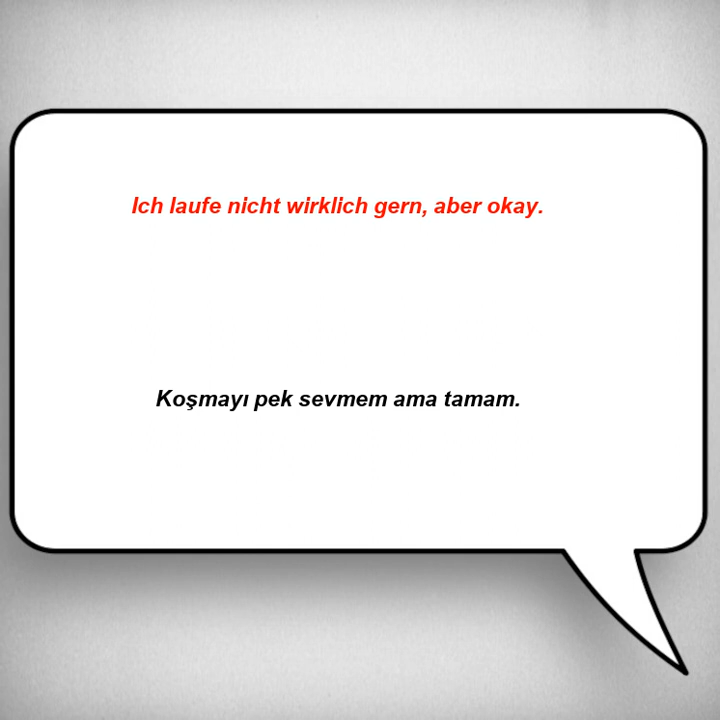 Ich laufe nicht wirklich gern, aber okay.
Koşmayı pek sevmem ama tamam.